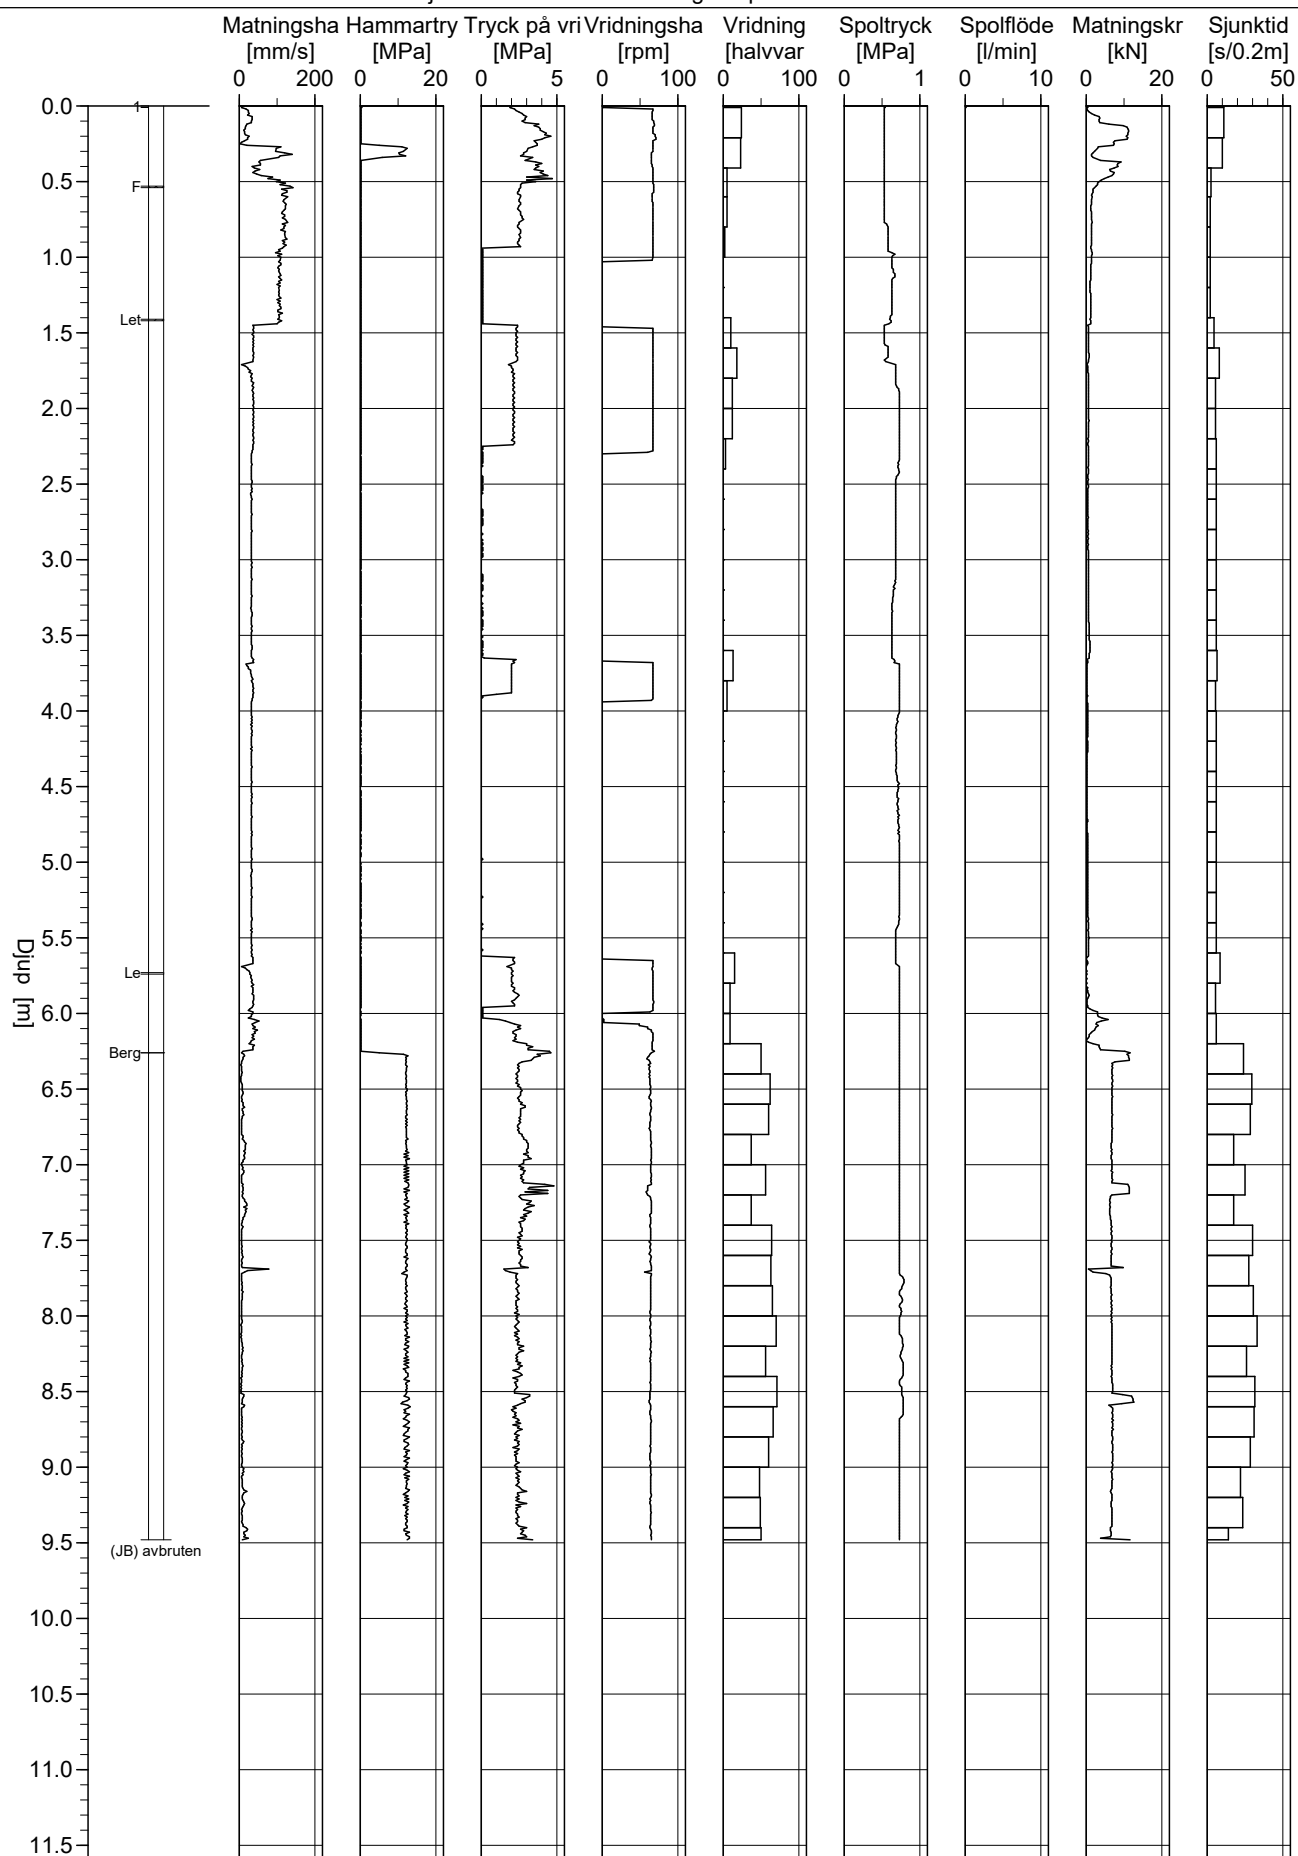 Matningsha Hammartry Tryck på vri Vridningsha Vridning Spoltryck Spolflöde Matningskr Sjunktid
[mm/s] [MPa] [MPa] [rpm] [halvvar [MPa] [l/min] [kN] [s/0.2m]
0 200 0 20 0 5 0 100 0 100 0 1 0 10 0 20 0 50
0.0
F
0.5
1.0
Let
1.5
2.0
2.5
3.0
3.5
4.0
4.5
5.0
5.5
Le
Djup [m]
6.0
Berg
6.5
7.0
7.5
8.0
8.5
9.0
9.5
(JB) avbruten
10.0
10.5
11.0
11.5